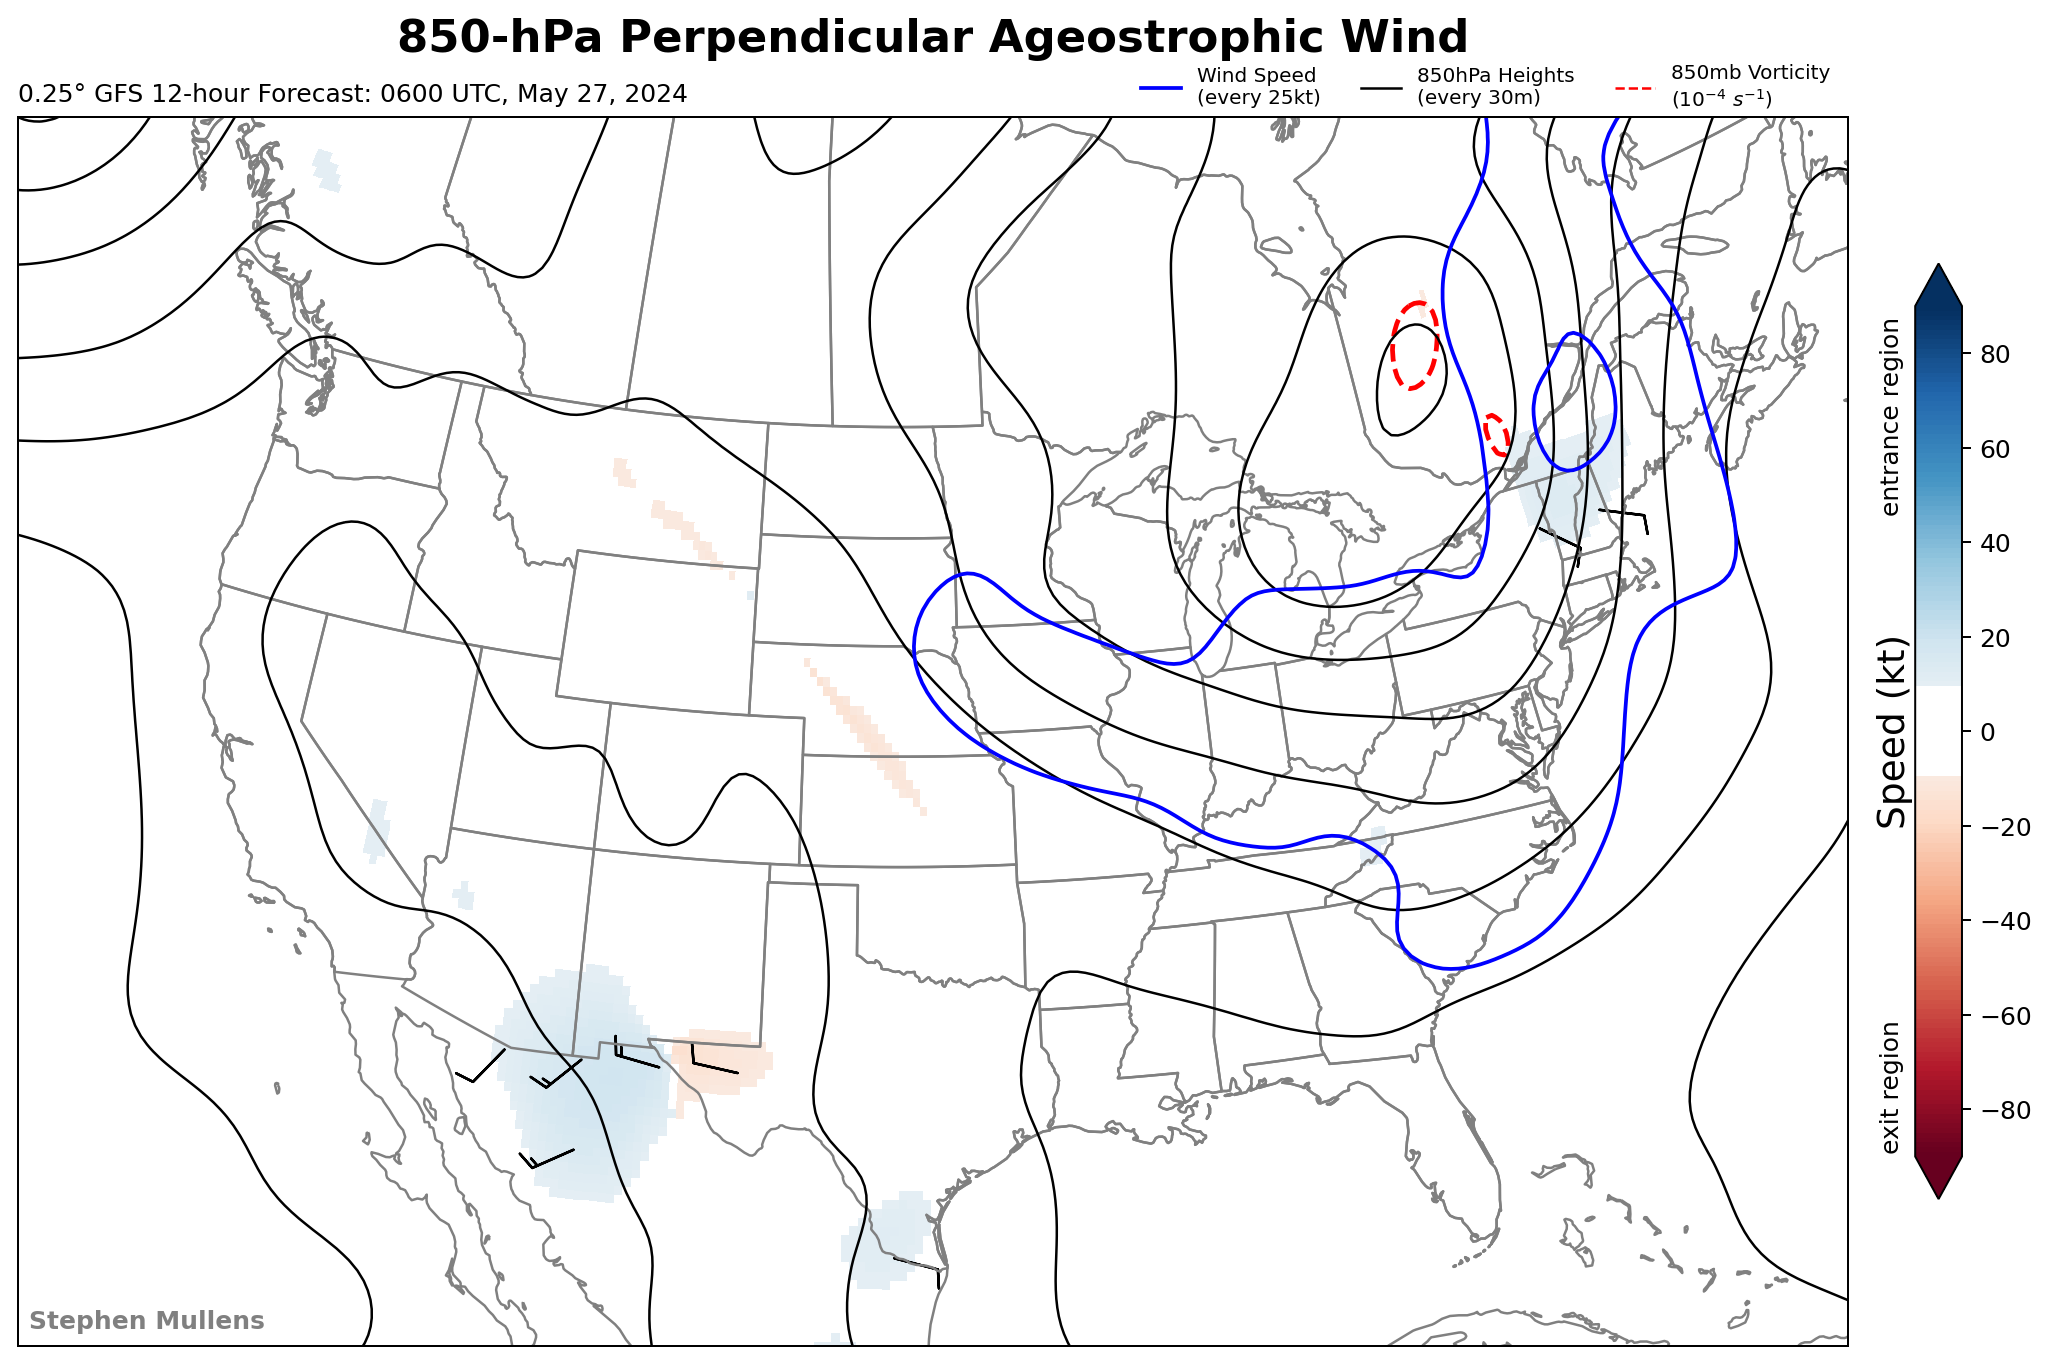 850-hPa Perpendicular Ageostrophic Wind
0.25° GFS 12-hour Forecast: 0600 UTC, May 27, 2024
Wind Speed
(every 25kt)
850hPa Heights
(every 30m)
850mb Vorticity
(10⁻⁴ s⁻¹)
entrance region
Speed (kt)
exit region
80
60
40
20
0
−20
−40
−60
−80
Stephen Mullens